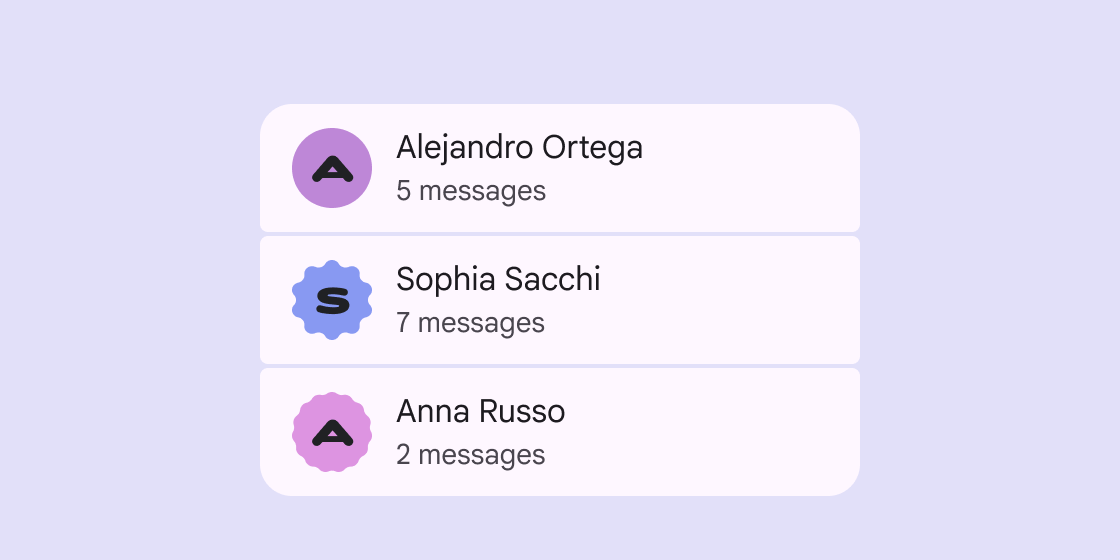 A
Alejandro Ortega
5 messages
S
Sophia Sacchi
7 messages
A
Anna Russo
2 messages